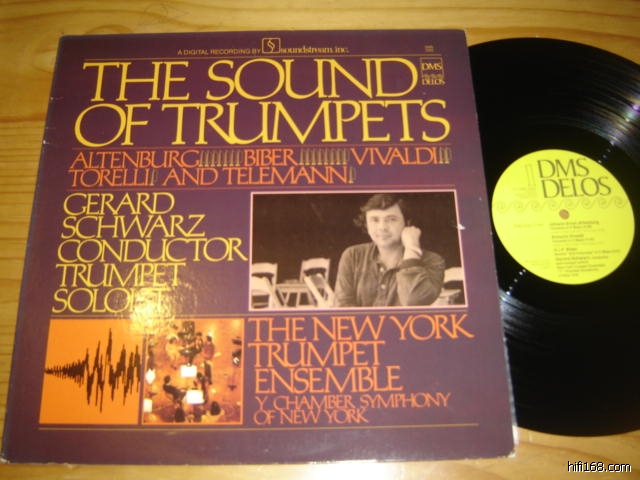 A DIGITAL RECORDING BY soundstream, inc.
THE SOUND
OF TRUMPETS
DMS
DELOS
ALTENBURG BIBER VIVALDI
TORELLI AND TELEMANN
GERARD
SCHWARZ
CONDUCTOR
TRUMPET
SOLOIST
THE NEW YORK
TRUMPET
ENSEMBLE
Y CHAMBER SYMPHONY
OF NEW YORK
DMS
DELOS
hifi168.com